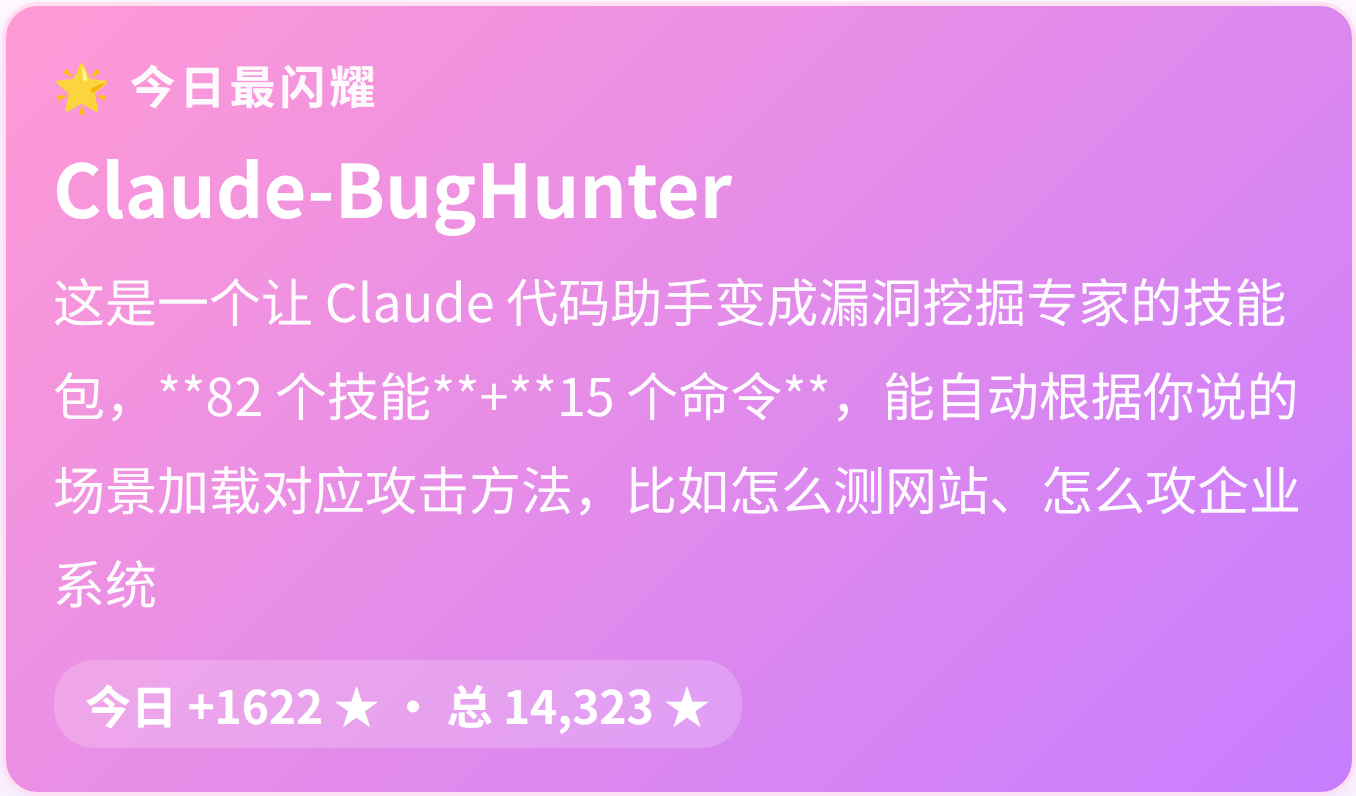 🌟 今日最闪耀
Claude-BugHunter
这是一个让 Claude 代码助手变成漏洞挖掘专家的技能
包，**82 个技能**+**15 个命令**，能自动根据你说的
场景加载对应攻击方法，比如怎么测网站、怎么攻企业
系统
今日 +1622 ★ · 总 14,323 ★